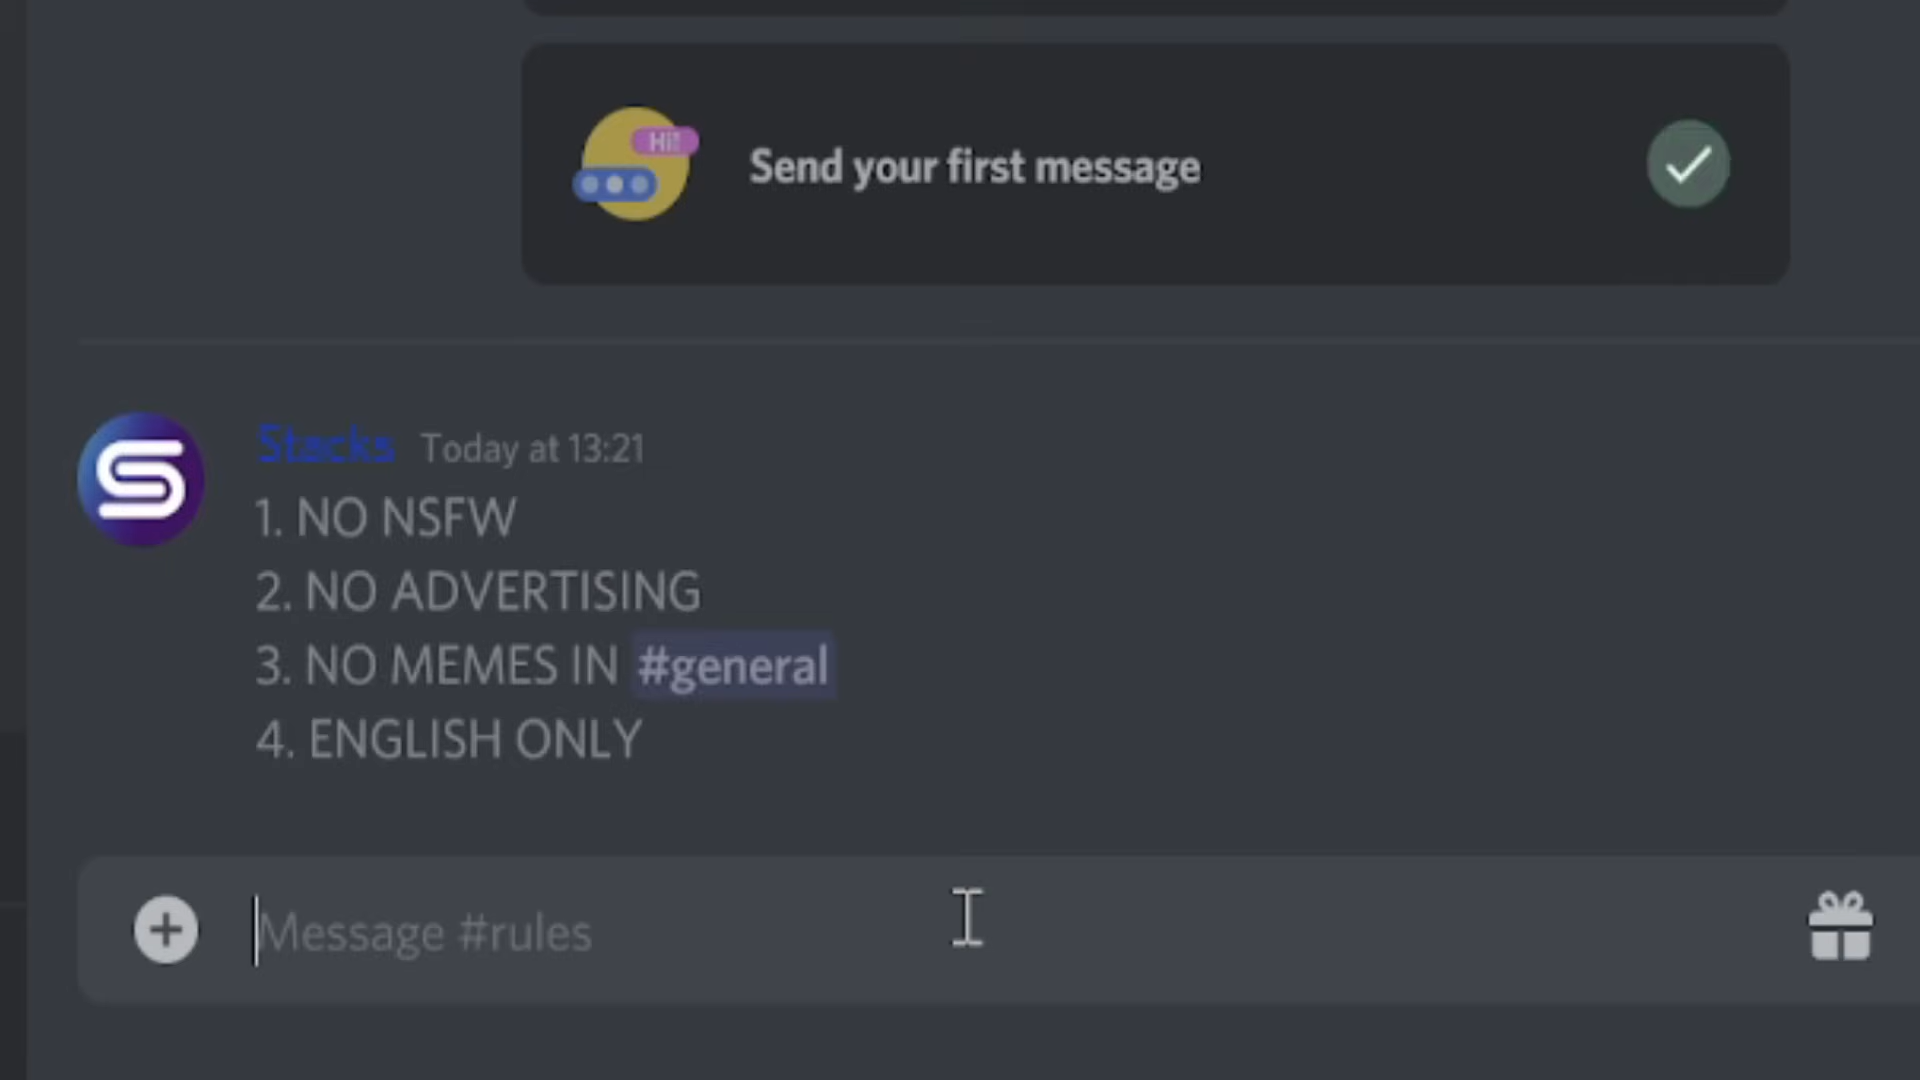 Hi!
Send your first message
Stacks Today at 13:21
1. NO NSFW
2. NO ADVERTISING
3. NO MEMES IN #general
4. ENGLISH ONLY
Message #rules